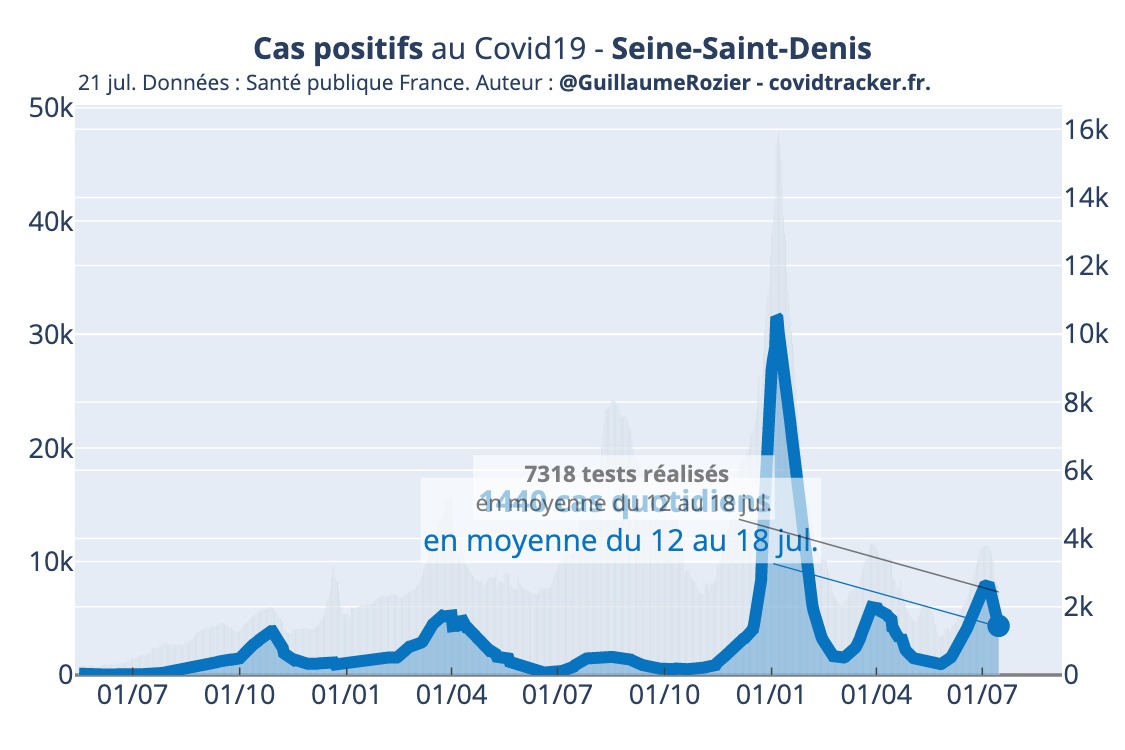 Cas positifs au Covid19 - Seine-Saint-Denis
21 jul. Données : Santé publique France. Auteur : @GuillaumeRozier - covidtracker.fr.
50k
40k
30k
20k
10k
0
16k
14k
12k
10k
8k
6k
4k
2k
0
7318 tests réalisés
en moyenne du 12 au 18 jul.
1440 cas quotidiens
en moyenne du 12 au 18 jul.
01/07 01/10 01/01 01/04 01/07 01/10 01/01 01/04 01/07